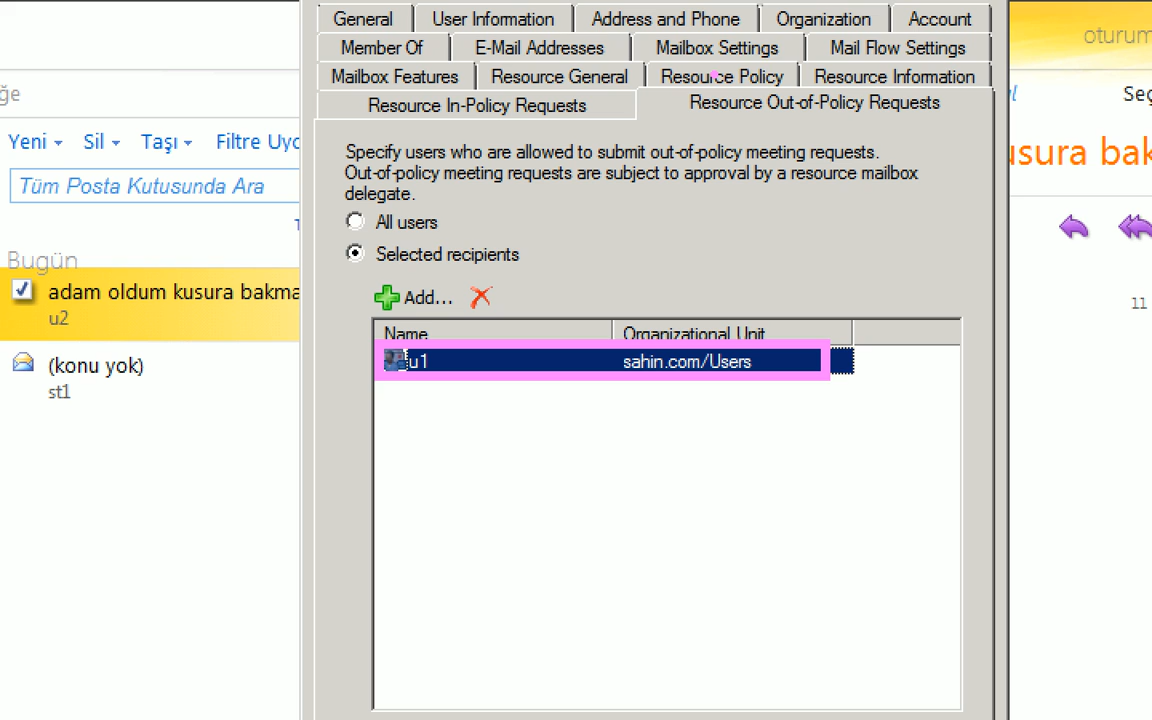 General User Information Address and Phone Organization Account
Member Of E-Mail Addresses Mailbox Settings Mail Flow Settings
Mailbox Features Resource General Resource Policy Resource Information
Resource In-Policy Requests Resource Out-of-Policy Requests
Specify users who are allowed to submit out-of-policy meeting requests.
Out-of-policy meeting requests are subject to approval by a resource mailbox
delegate.
All users
Selected recipients
Add...
Name Organizational Unit
u1 sahin.com/Users
ğe
Yeni Sil Taşı Filtre Uyg
Tüm Posta Kutusunda Ara
Bugün
adam oldum kusura bakma
u2
(konu yok)
st1
oturum
Seç
usura bak
11